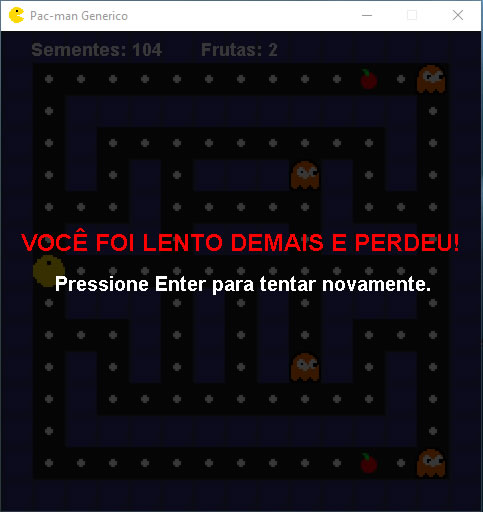 Pac-man Generico
Sementes: 104 Frutas: 2
VOCÊ FOI LENTO DEMAIS E PERDEU!
Pressione Enter para tentar novamente.